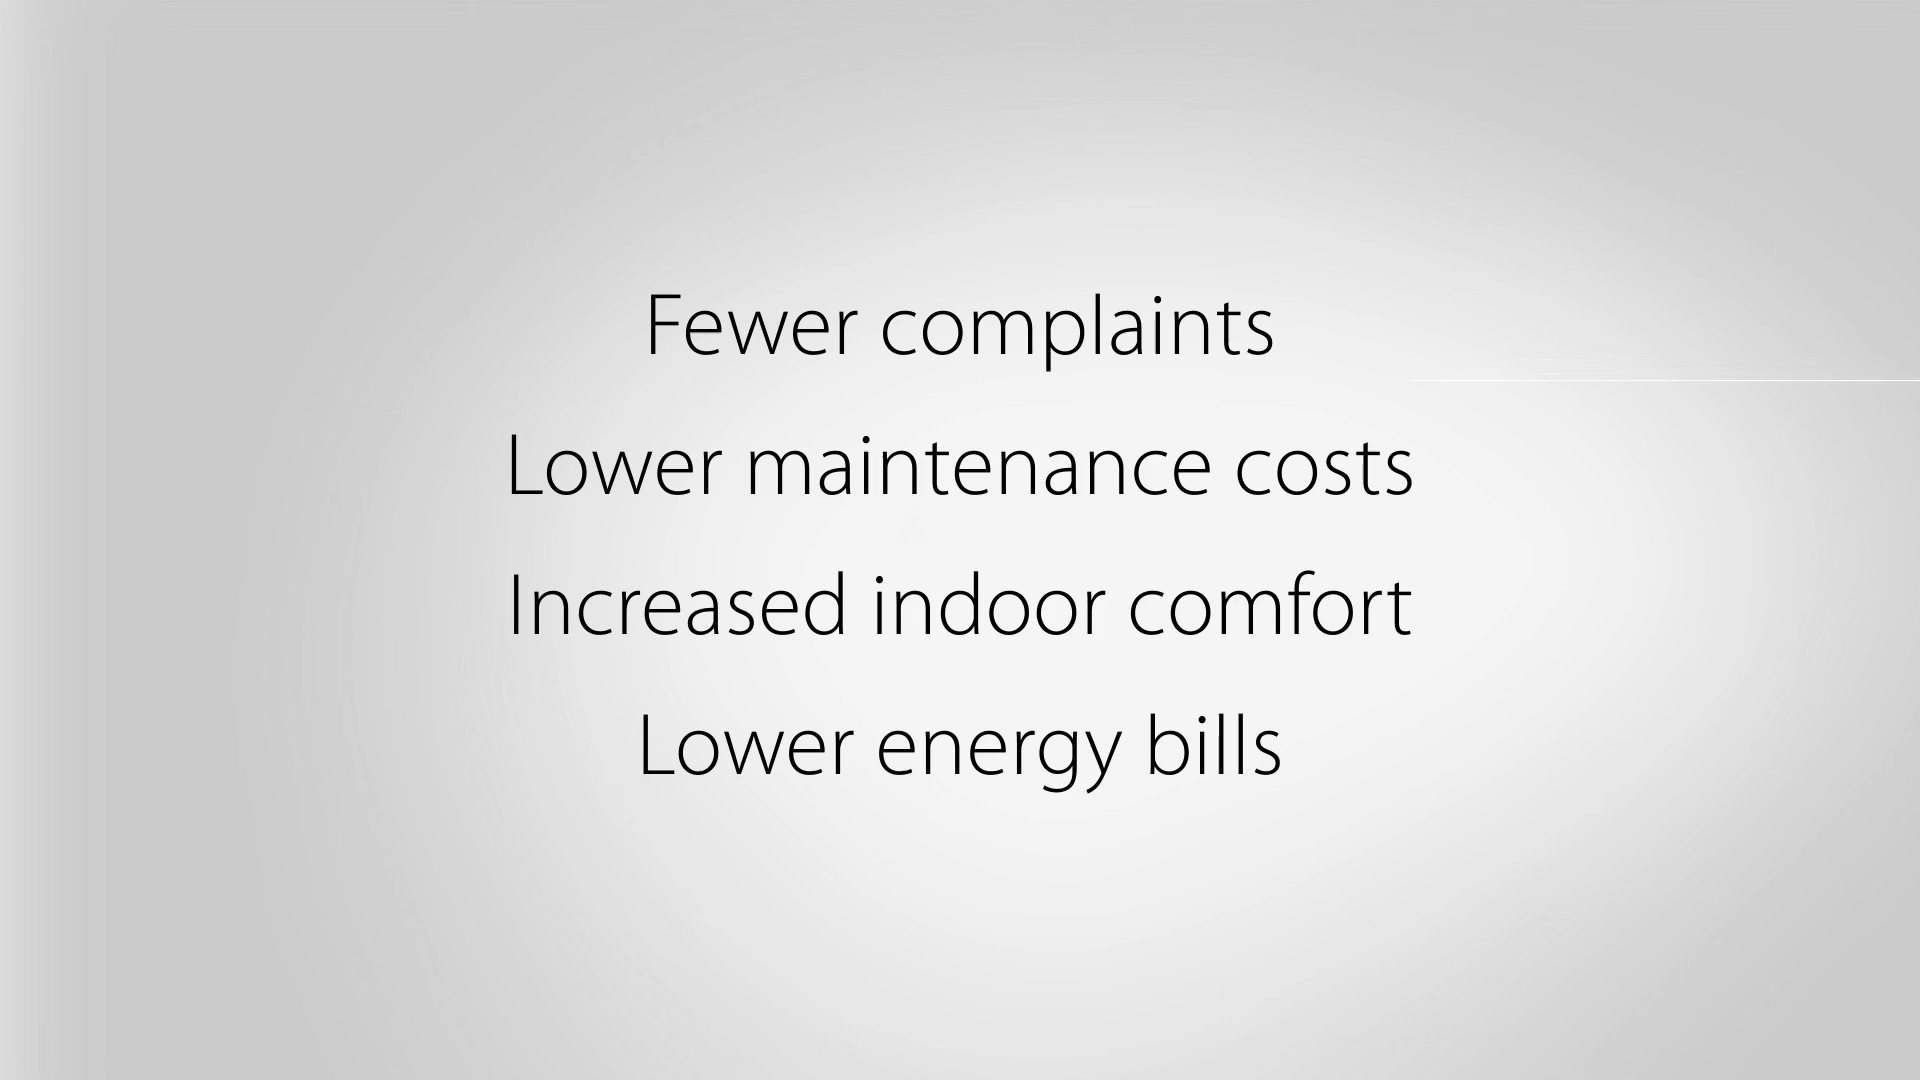 Fewer complaints
Lower maintenance costs
Increased indoor comfort
Lower energy bills